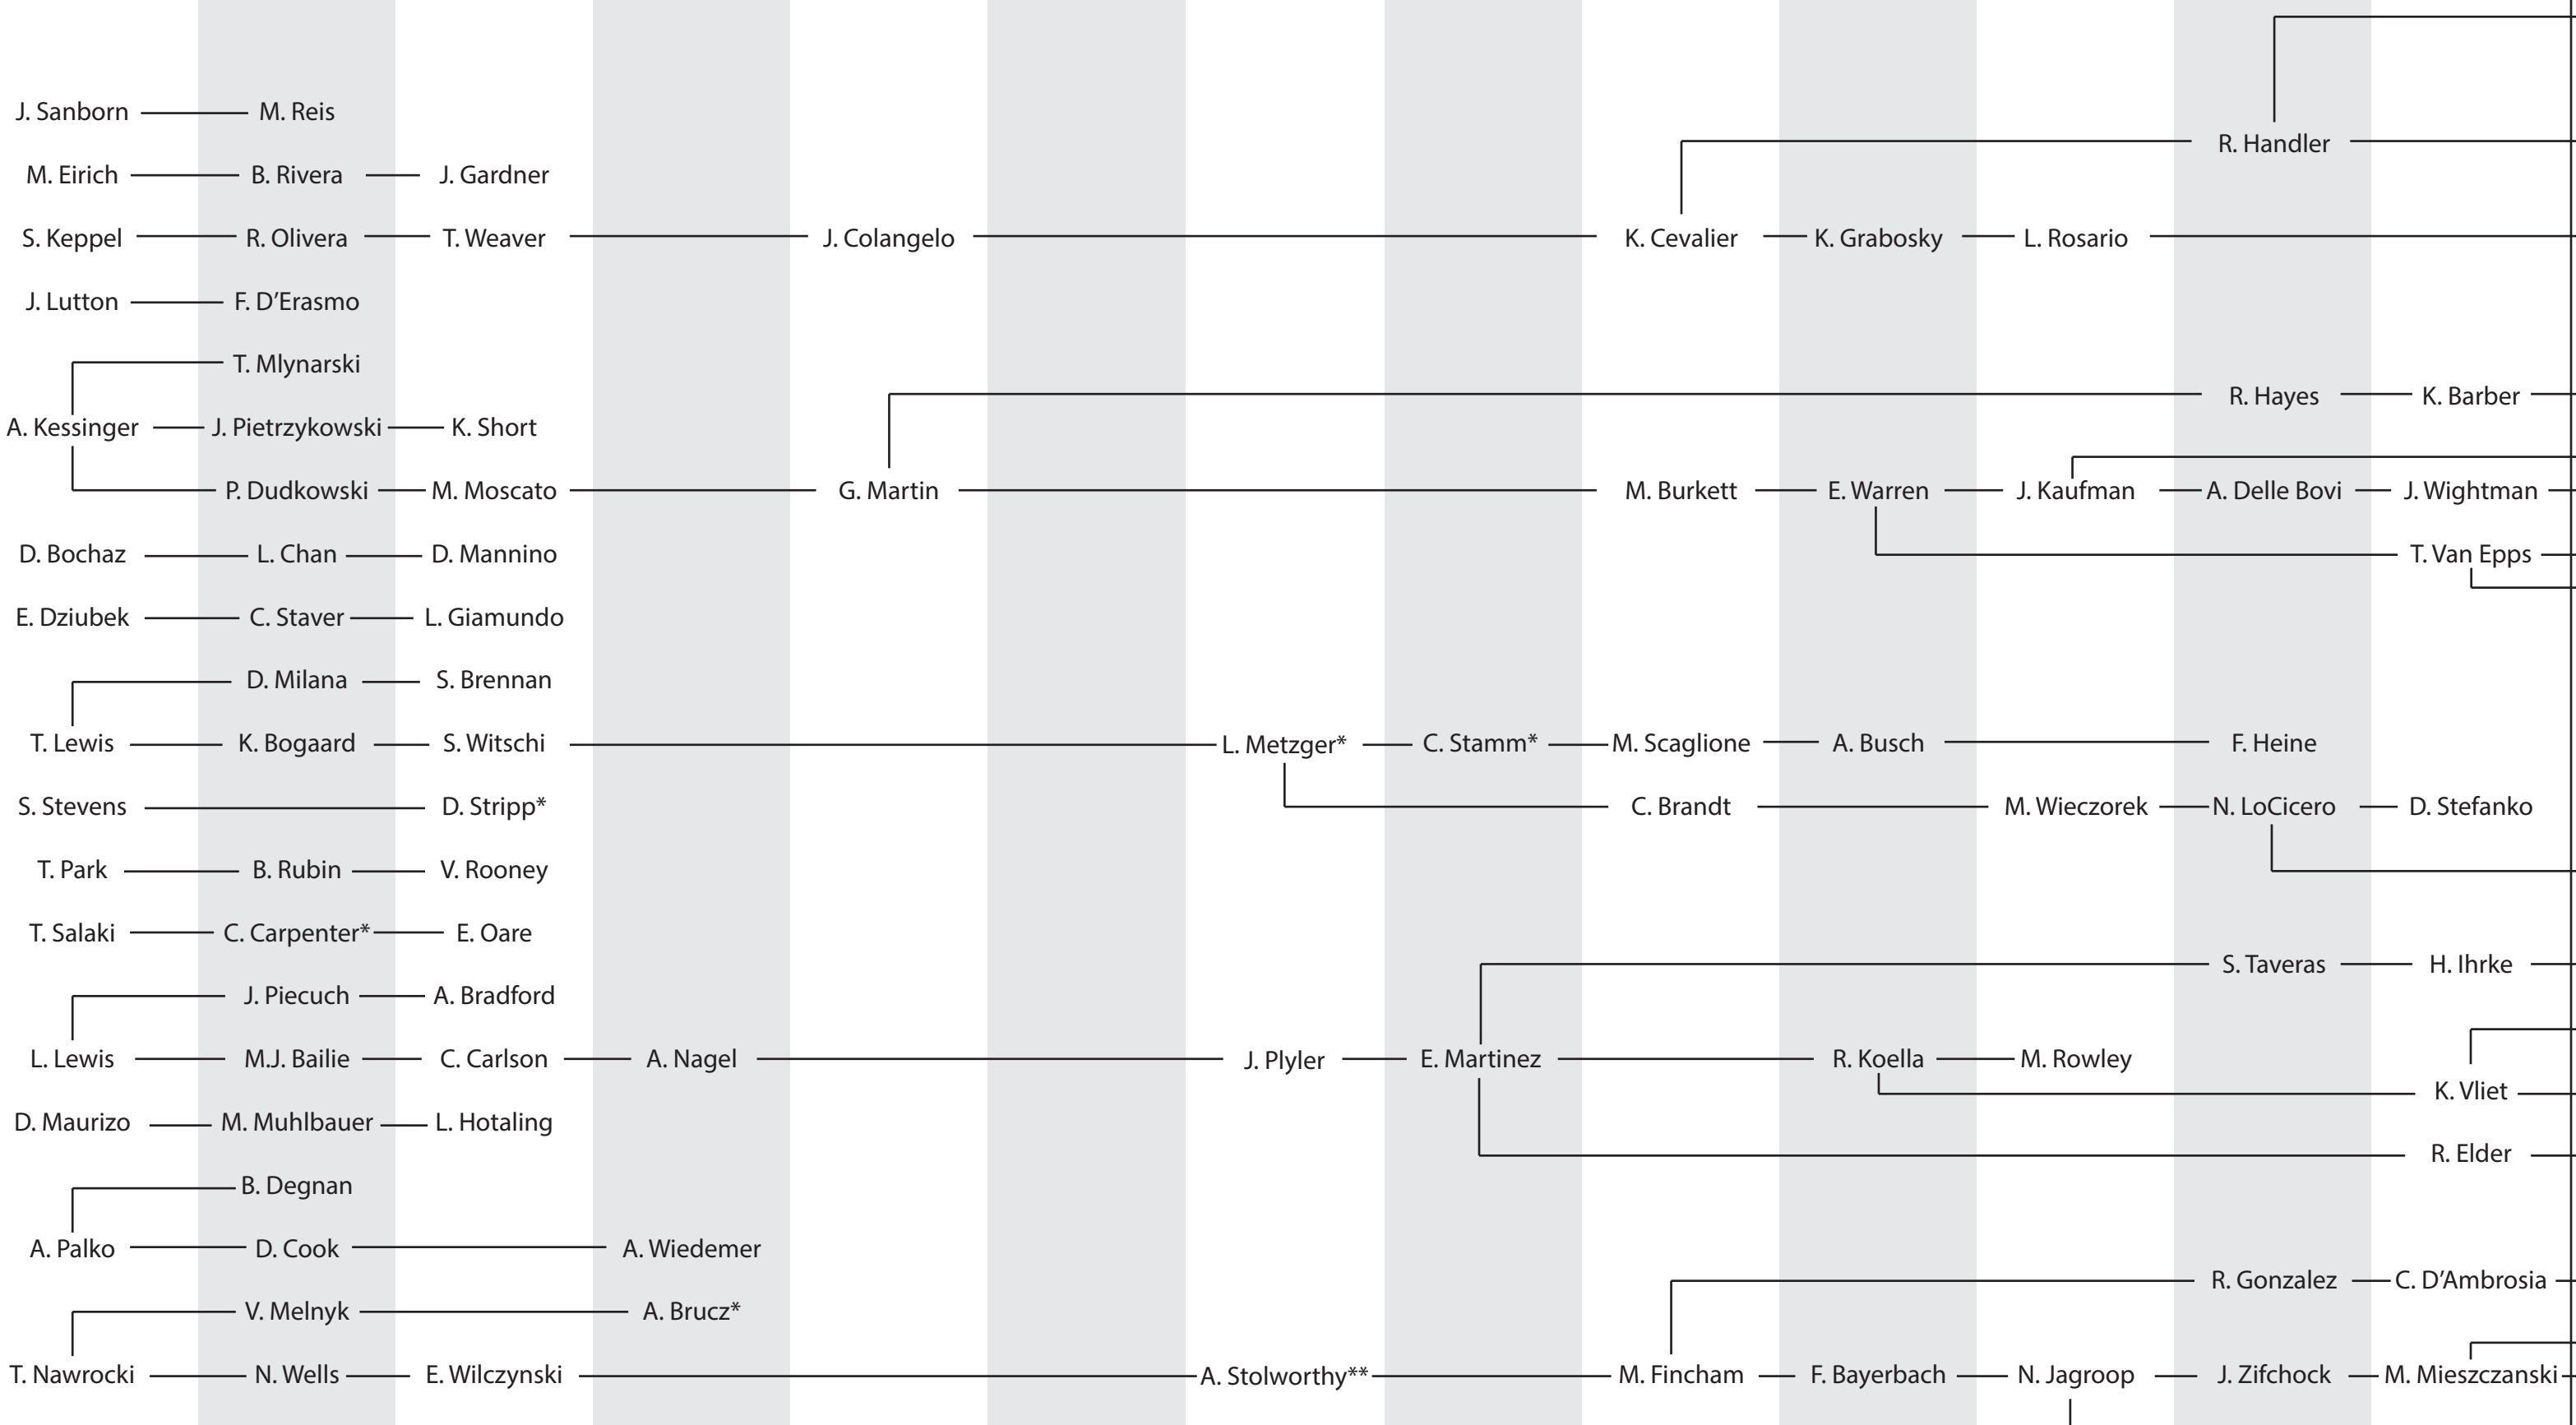 J. Sanborn M. Reis R. Handler
M. Eirich B. Rivera J. Gardner
S. Keppel R. Olivera T. Weaver J. Colangelo K. Cevalier K. Grabosky L. Rosario
J. Lutton F. D’Erasmo
T. Mlynarski
R. Hayes K. Barber
A. Kessinger J. Pietrzykowski K. Short
P. Dudkowski M. Moscato G. Martin M. Burkett E. Warren J. Kaufman A. Delle Bovi J. Wightman
D. Bochaz L. Chan D. Mannino T. Van Epps
E. Dziubek C. Staver L. Giamundo
D. Milana S. Brennan
T. Lewis K. Bogaard S. Witschi L. Metzger* C. Stamm* M. Scaglione A. Busch F. Heine
S. Stevens D. Stripp* C. Brandt M. Wieczorek N. LoCicero D. Stefanko
T. Park B. Rubin V. Rooney
T. Salaki C. Carpenter* E. Oare
S. Taveras H. Ihrke
J. Piecuch A. Bradford
L. Lewis M.J. Bailie C. Carlson A. Nagel J. Plyler E. Martinez R. Koella M. Rowley
K. Vliet
D. Maurizo M. Muhlbauer L. Hotaling
R. Elder
B. Degnan
A. Palko D. Cook A. Wiedemer
R. Gonzalez C. D’Ambrosia
V. Melnyk A. Brucz*
T. Nawrocki N. Wells E. Wilczynski A. Stolworthy** M. Fincham F. Bayerbach N. Jagroop J. Zifchock M. Mieszczanski